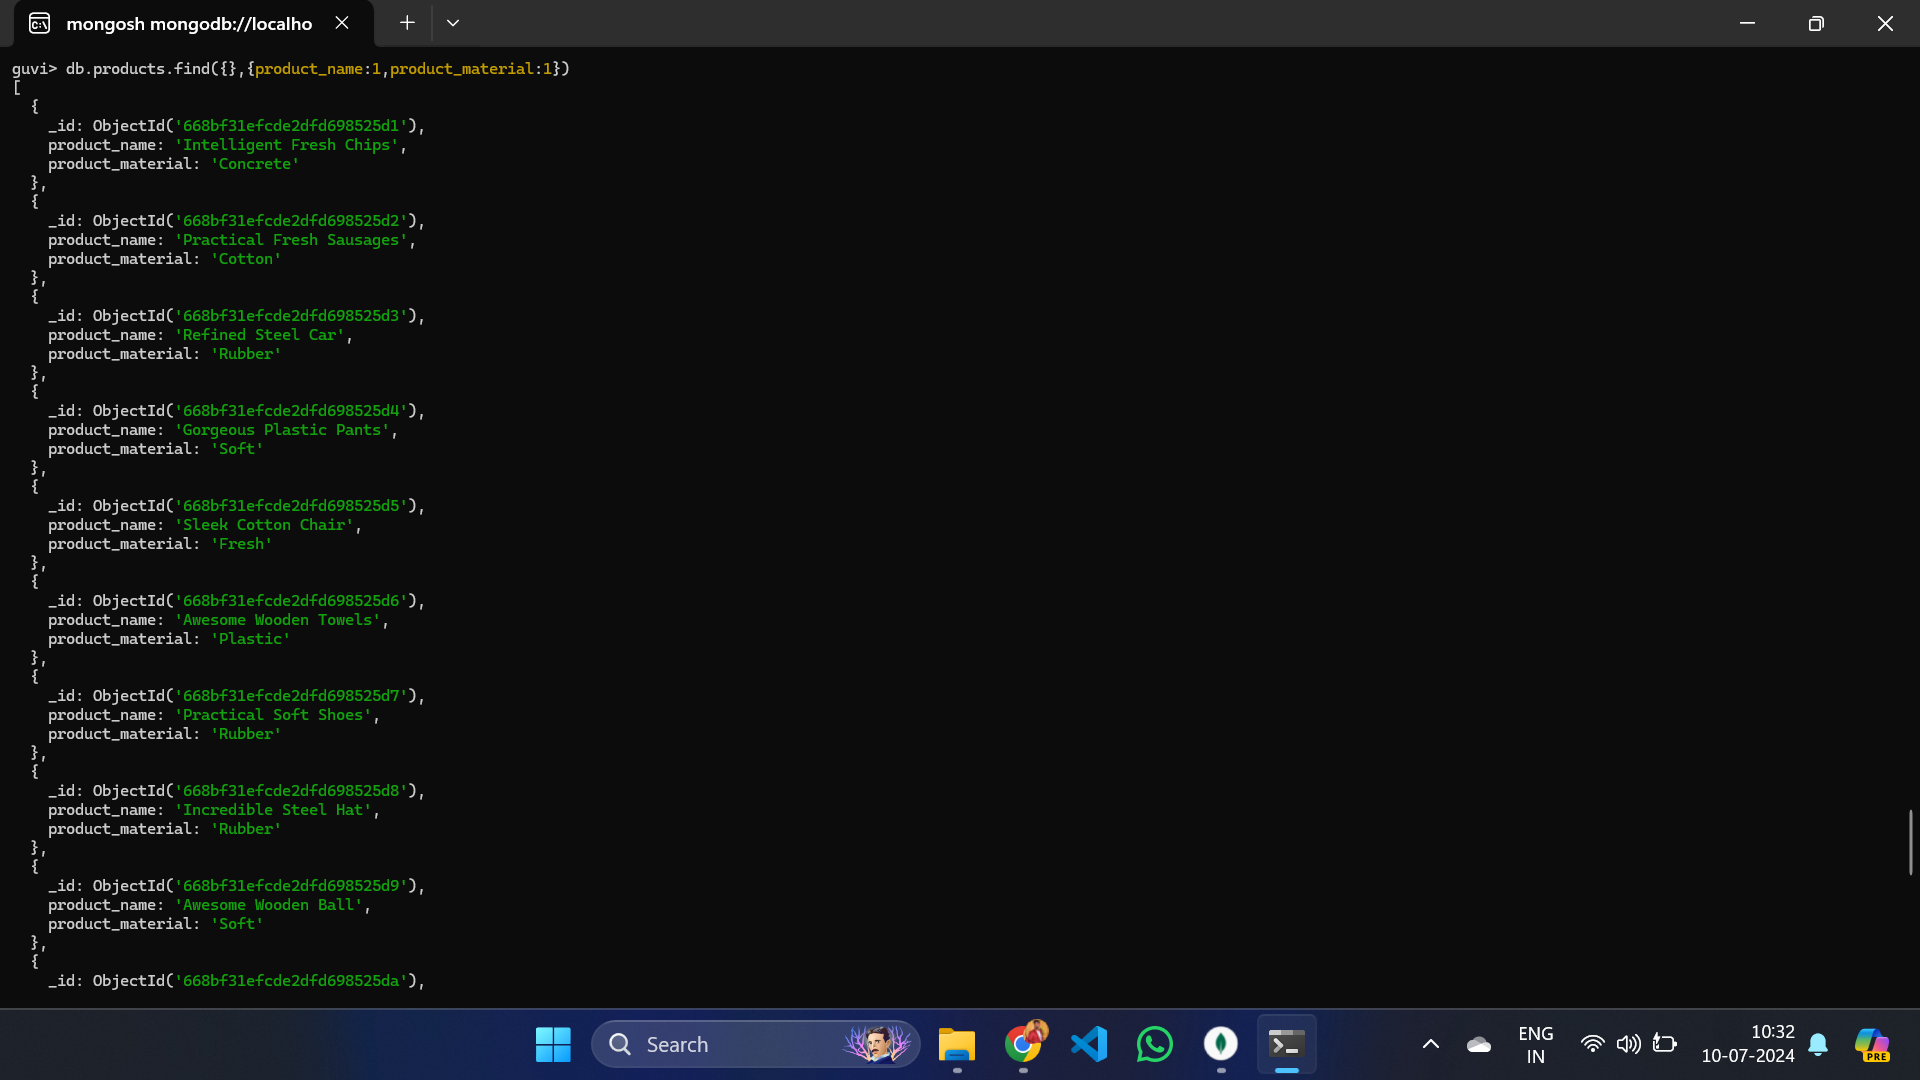 mongosh mongodb://localho
guvi> db.products.find({},{product_name:1,product_material:1})
[
  {
    _id: ObjectId('668bf31efcde2dfd698525d1'),
    product_name: 'Intelligent Fresh Chips',
    product_material: 'Concrete'
  },
  {
    _id: ObjectId('668bf31efcde2dfd698525d2'),
    product_name: 'Practical Fresh Sausages',
    product_material: 'Cotton'
  },
  {
    _id: ObjectId('668bf31efcde2dfd698525d3'),
    product_name: 'Refined Steel Car',
    product_material: 'Rubber'
  },
  {
    _id: ObjectId('668bf31efcde2dfd698525d4'),
    product_name: 'Gorgeous Plastic Pants',
    product_material: 'Soft'
  },
  {
    _id: ObjectId('668bf31efcde2dfd698525d5'),
    product_name: 'Sleek Cotton Chair',
    product_material: 'Fresh'
  },
  {
    _id: ObjectId('668bf31efcde2dfd698525d6'),
    product_name: 'Awesome Wooden Towels',
    product_material: 'Plastic'
  },
  {
    _id: ObjectId('668bf31efcde2dfd698525d7'),
    product_name: 'Practical Soft Shoes',
    product_material: 'Rubber'
  },
  {
    _id: ObjectId('668bf31efcde2dfd698525d8'),
    product_name: 'Incredible Steel Hat',
    product_material: 'Rubber'
  },
  {
    _id: ObjectId('668bf31efcde2dfd698525d9'),
    product_name: 'Awesome Wooden Ball',
    product_material: 'Soft'
  },
  {
    _id: ObjectId('668bf31efcde2dfd698525da'),
Search
ENG
IN
10:32
10-07-2024
PRE